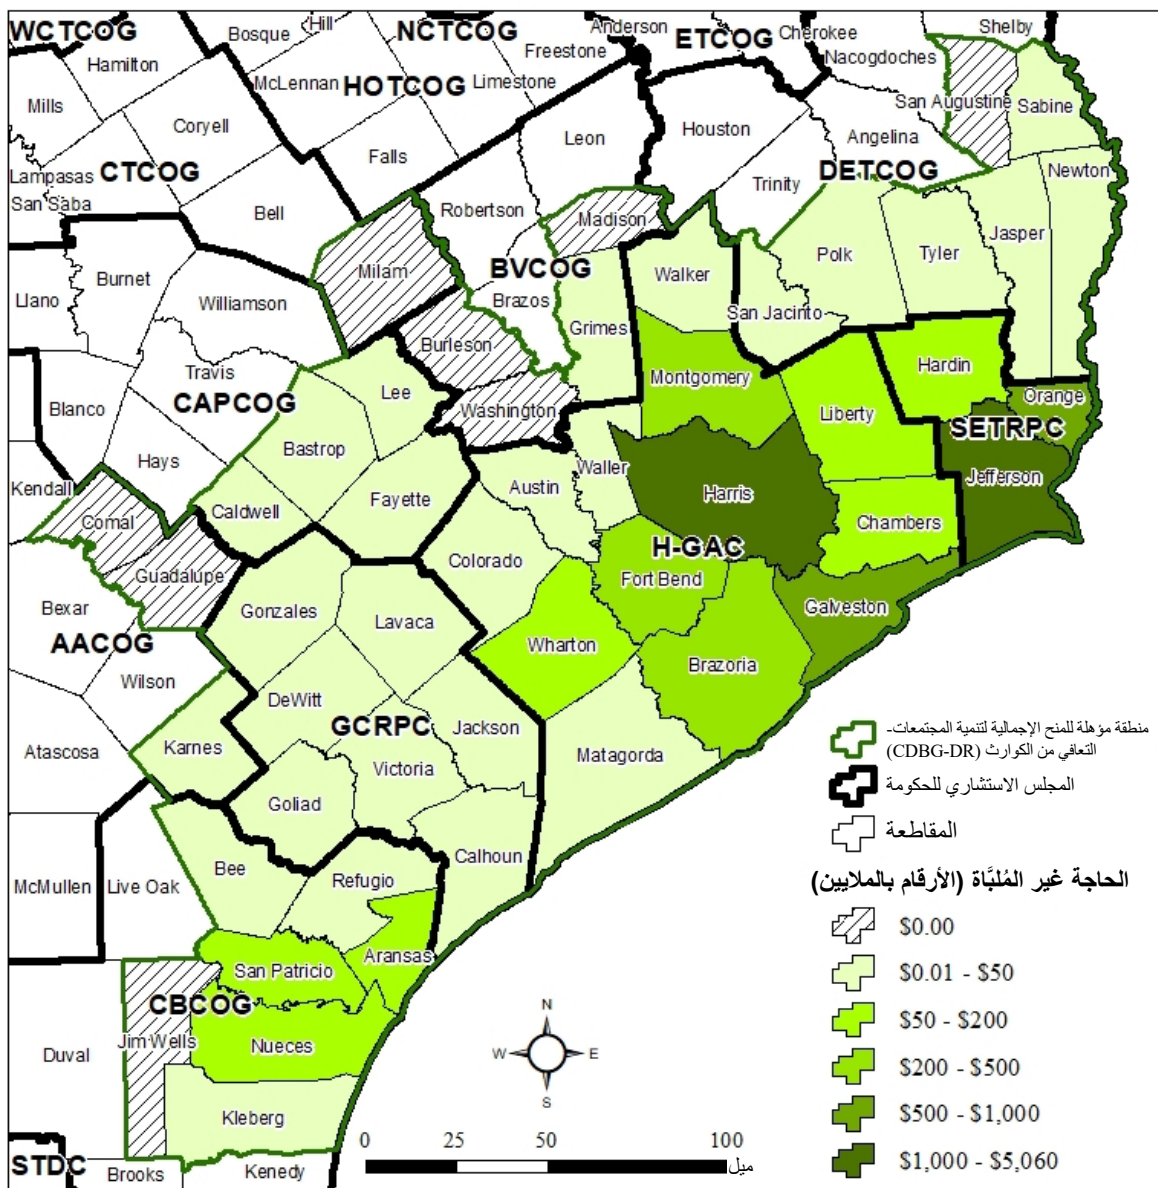 WCTCOG
Bosque
Hill
NCTCOG
Anderson
ETCOG
Cherokee
Shelby
Hamilton
Freestone
Nacogdoches
McLennan
HOTCOG
Limestone
Mills
San Augustine
Sabine
Coryell
Leon
Houston
Angelina
Falls
Lampasas
CTCOG
DETCOG
Newton
San Saba
Bell
Robertson
Trinity
Madison
Jasper
Burnet
Milam
BVCOG
Walker
Polk
Tyler
Llano
Williamson
Brazos
San Jacinto
Grimes
Burleson
Travis
Montgomery
Hardin
Blanco
CAPCOG
Lee
Washington
Liberty
Orange
SETRPC
Hays
Bastrop
Waller
Jefferson
Kendall
Austin
Harris
Comal
Caldwell
Fayette
Chambers
H-GAC
Colorado
Guadalupe
Fort Bend
Bexar
Gonzales
Lavaca
Galveston
AACOG
Wharton
Brazoria
Wilson
DeWitt
GCRPC
Jackson
Atascosa
Karnes
Victoria
Matagorda
Goliad
Calhoun
Bee
Refugio
McMullen
Live Oak
Aransas
San Patricio
CBCOG
Jim Wells
Nueces
Duval
Kleberg
STDC
Brooks
Kenedy
منطقة مؤهلة للمنح الإجمالية لتنمية المجتمعات-
التعافي من الكوارث (CDBG-DR)
المجلس الاستشاري للحكومة
المقاطعة
الحاجة غير المُلبَّاة (الأرقام بالملايين)
$0.00
$0.01 - $50
$50 - $200
$200 - $500
$500 - $1,000
$1,000 - $5,060
N
W E
S
0 25 50 100
ميل